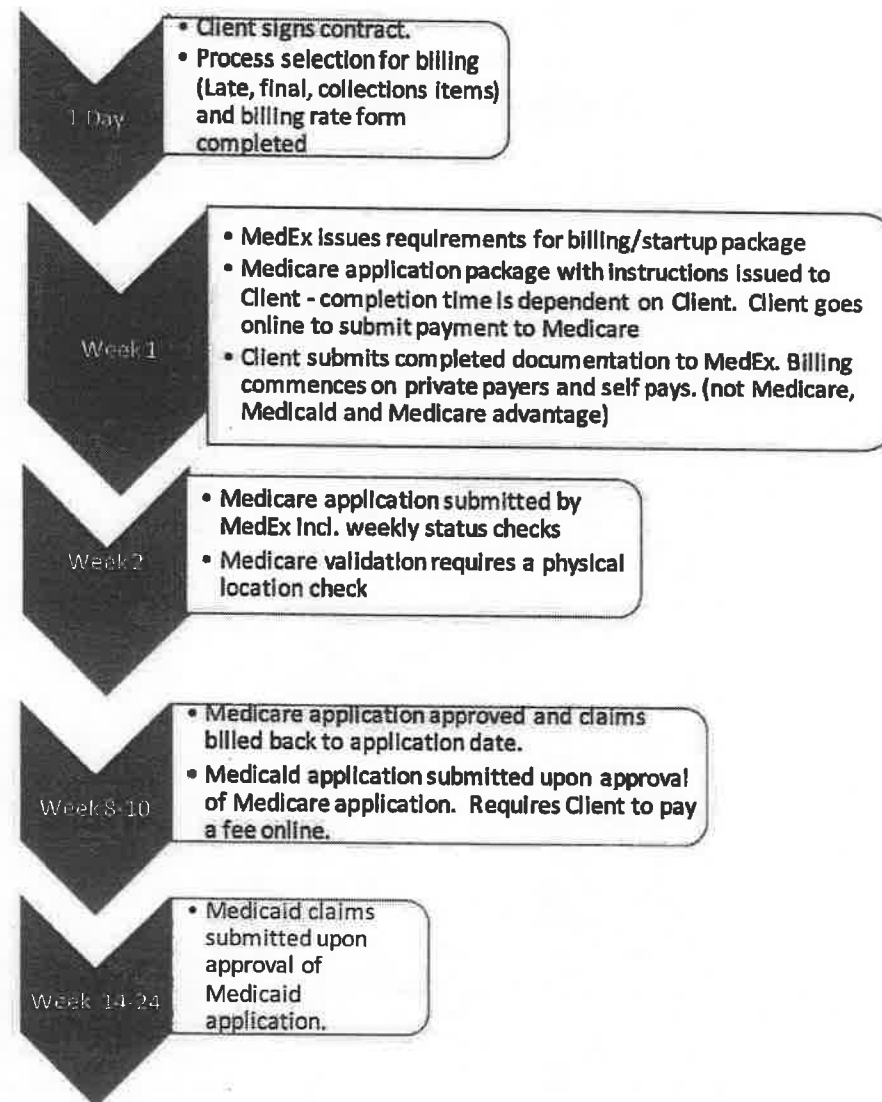 1 Day
• Client signs contract.
• Process selection for billing
(Late, final, collections items)
and billing rate form
completed
Week 1
• MedEx issues requirements for billing/startup package
• Medicare application package with instructions issued to
Client - completion time is dependent on Client. Client goes
online to submit payment to Medicare
• Client submits completed documentation to MedEx. Billing
commences on private payers and self pays. (not Medicare,
Medicaid and Medicare advantage)
Week 2
• Medicare application submitted by
MedEx incl. weekly status checks
• Medicare validation requires a physical
location check
Week 8-10
• Medicare application approved and claims
billed back to application date.
• Medicaid application submitted upon approval
of Medicare application. Requires Client to pay
a fee online.
Week 14-24
• Medicaid claims
submitted upon
approval of
Medicaid
application.